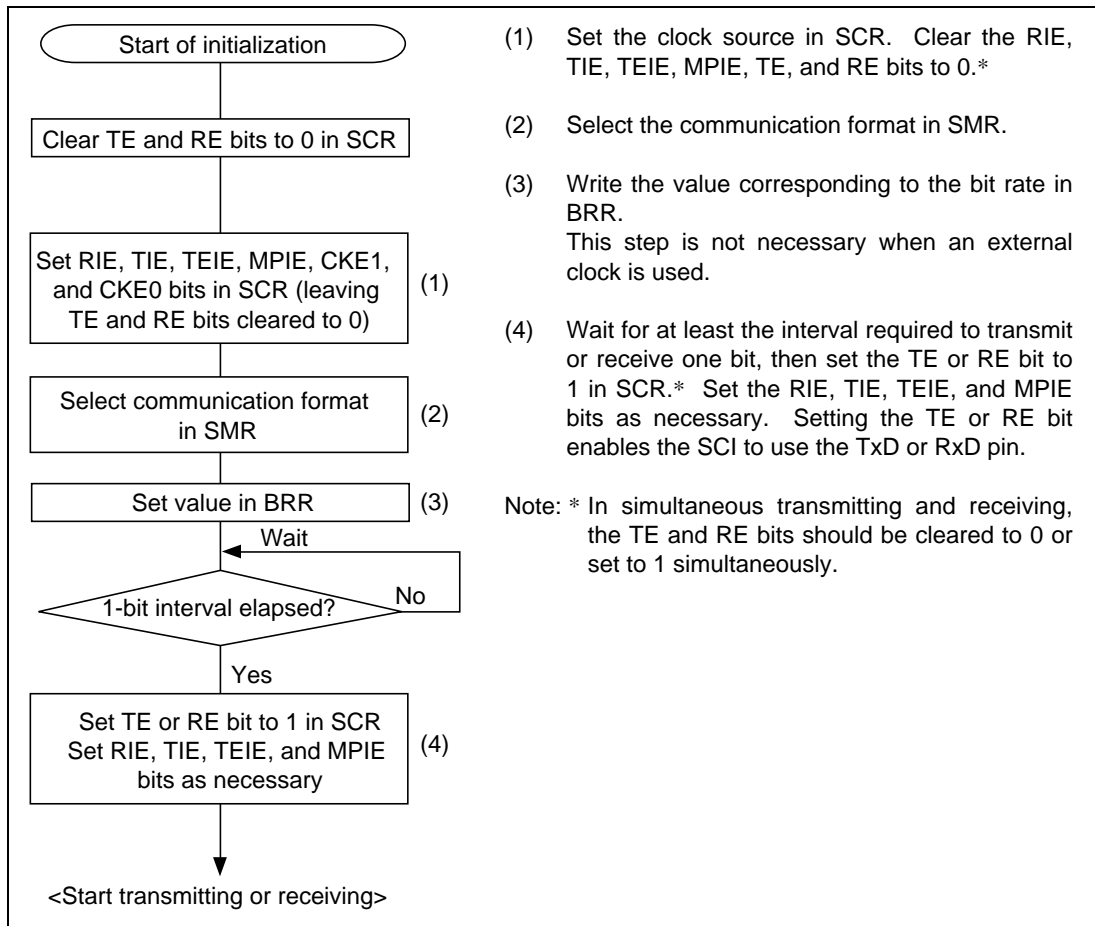 Start of initialization
Clear TE and RE bits to 0 in SCR
Set RIE, TIE, TEIE, MPIE, CKE1,
and CKE0 bits in SCR (leaving
TE and RE bits cleared to 0)
(1)
Select communication format
in SMR
(2)
Set value in BRR
(3)
Wait
1-bit interval elapsed?
No
Yes
Set TE or RE bit to 1 in SCR
Set RIE, TIE, TEIE, and MPIE
bits as necessary
(4)
<Start transmitting or receiving>
(1) Set the clock source in SCR. Clear the RIE,
TIE, TEIE, MPIE, TE, and RE bits to 0.*
(2) Select the communication format in SMR.
(3) Write the value corresponding to the bit rate in
BRR.
This step is not necessary when an external
clock is used.
(4) Wait for at least the interval required to transmit
or receive one bit, then set the TE or RE bit to
1 in SCR.* Set the RIE, TIE, TEIE, and MPIE
bits as necessary. Setting the TE or RE bit
enables the SCI to use the TxD or RxD pin.
Note: * In simultaneous transmitting and receiving,
the TE and RE bits should be cleared to 0 or
set to 1 simultaneously.